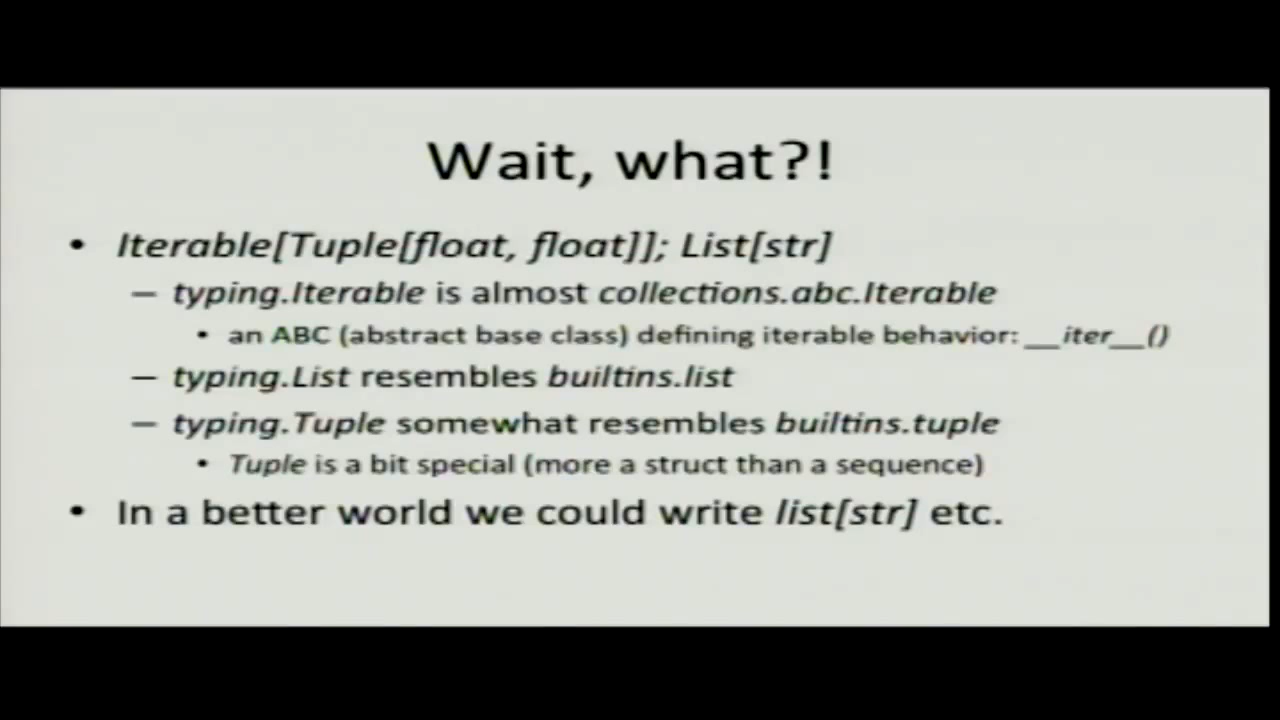 Wait, what?!
• Iterable[Tuple[float, float]]; List[str]
– typing.Iterable is almost collections.abc.Iterable
• an ABC (abstract base class) defining iterable behavior: __iter__()
– typing.List resembles builtins.list
– typing.Tuple somewhat resembles builtins.tuple
• Tuple is a bit special (more a struct than a sequence)
• In a better world we could write list[str] etc.